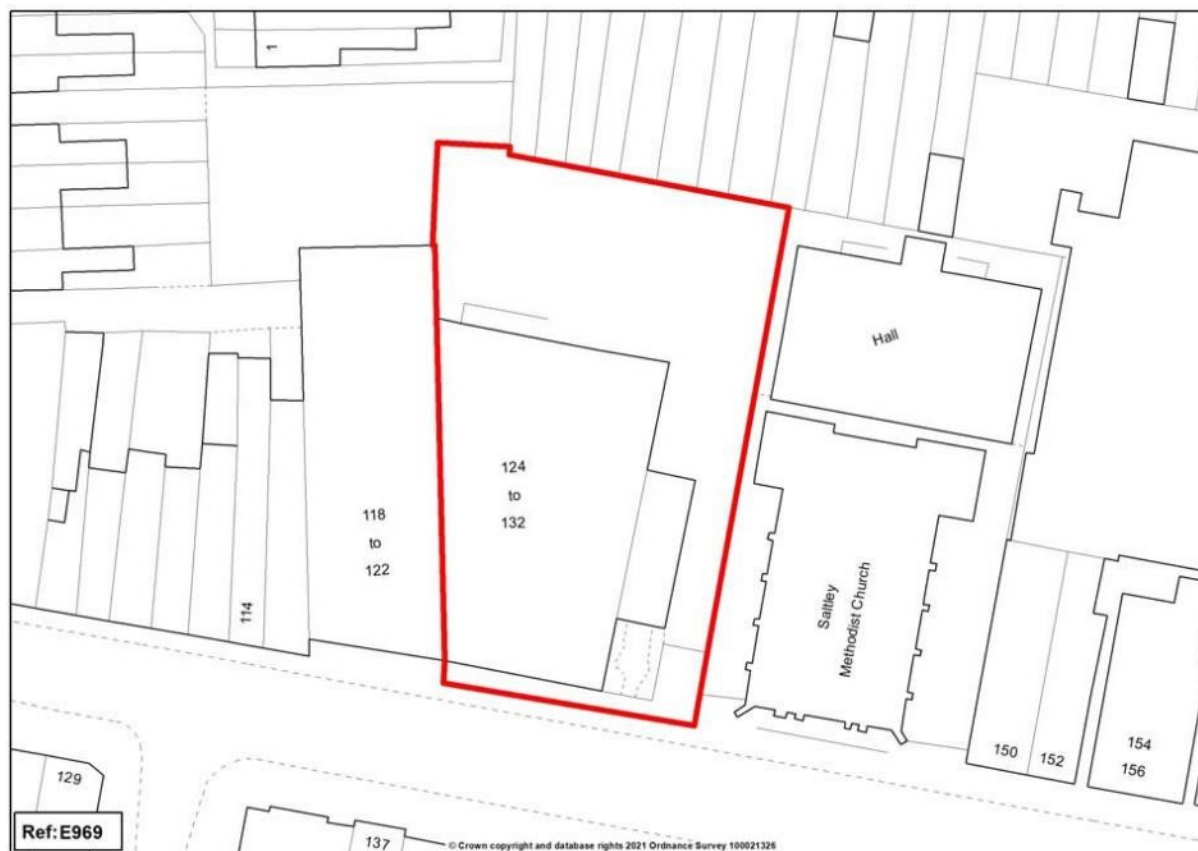 1
Hall
124
to
132
118
to
122
114
Saltley
Methodist Church
150
152
154
156
129
137
Ref:E969
© Crown copyright and database rights 2021 Ordnance Survey 100021326